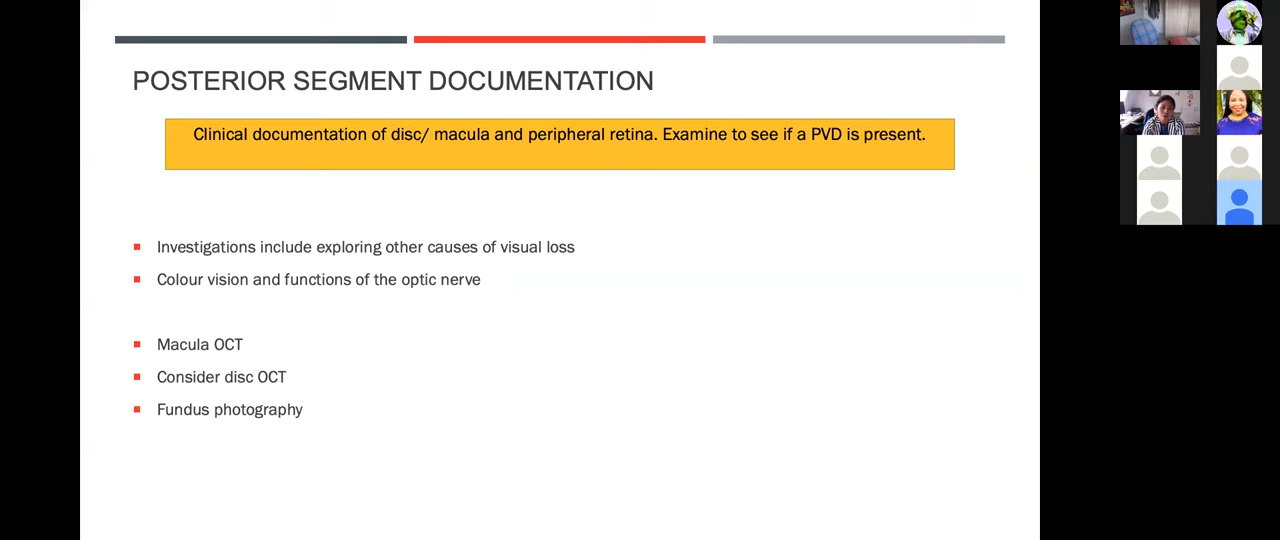 POSTERIOR SEGMENT DOCUMENTATION
Clinical documentation of disc/ macula and peripheral retina. Examine to see if a PVD is present.
Investigations include exploring other causes of visual loss
Colour vision and functions of the optic nerve
Macula OCT
Consider disc OCT
Fundus photography